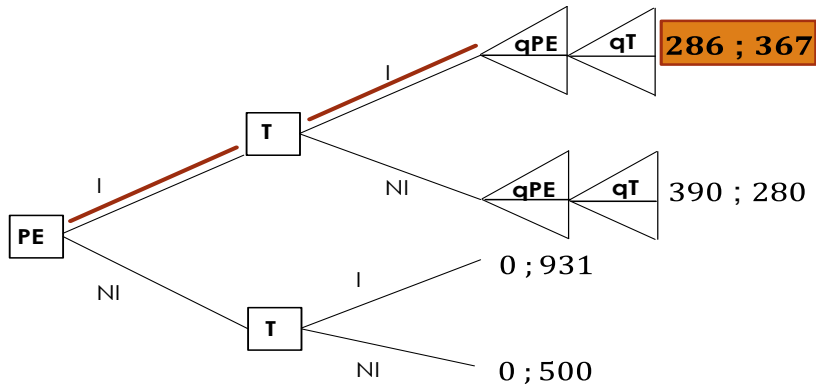 I
qPE
qT
286 ; 367
T
I
NI
qPE
qT
390 ; 280
PE
NI
I
0 ; 931
T
NI
0 ; 500